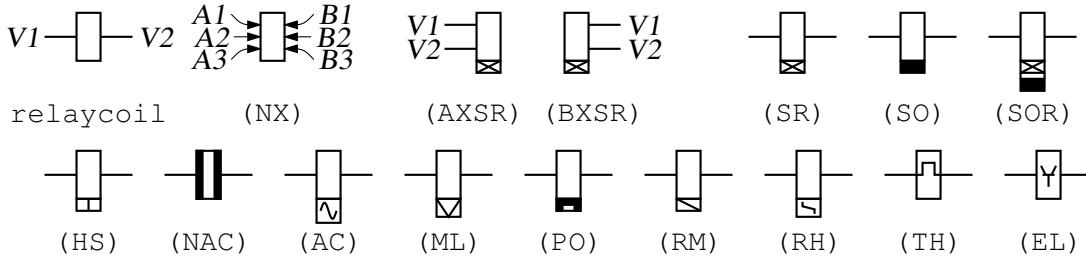 V1 V2 A1 B1 V1 V1
A2 B2 V2 V2
A3 B3
relaycoil (NX) (AXSR) (BXSR) (SR) (SO) (SOR)
(HS) (NAC) (AC) (ML) (PO) (RM) (RH) (TH) (EL)